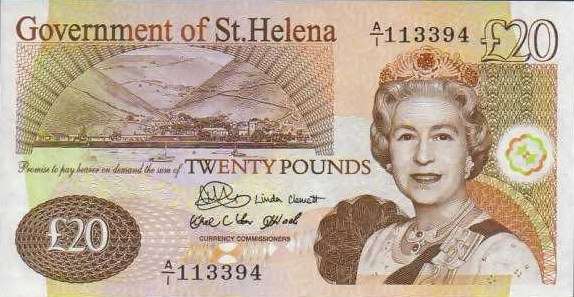 Government of St.Helena
A/1 113394
£20
Promise to pay bearer on demand the sum of TWENTY POUNDS
Linda Clemett
CURRENCY COMMISSIONERS
£20
A/1 113394